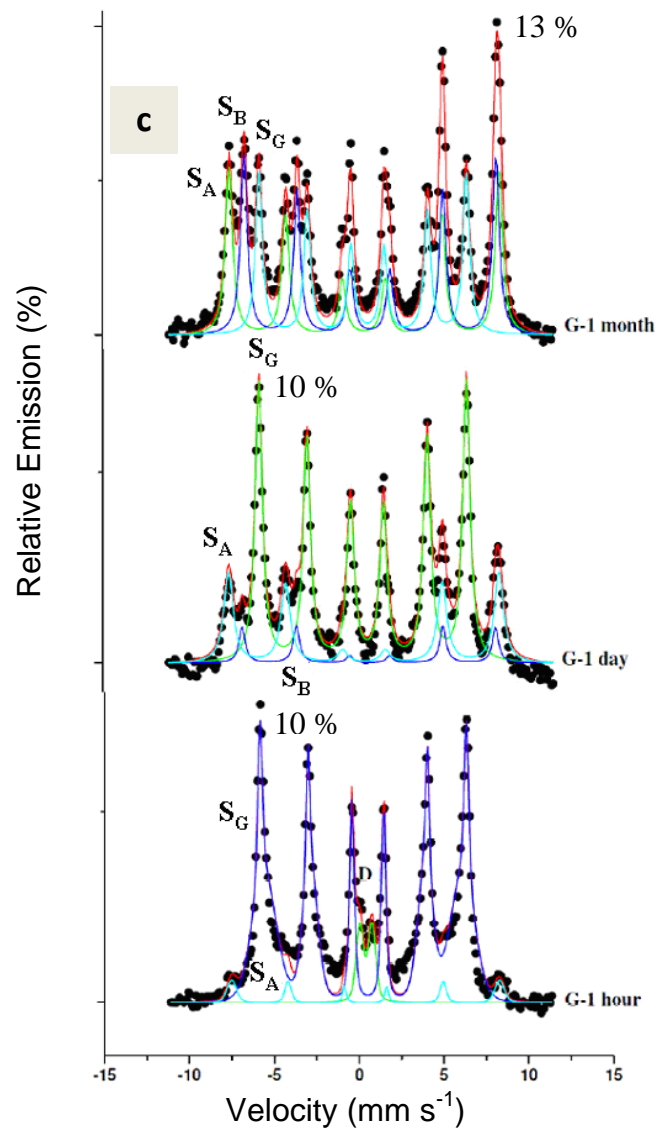 13 %
c
S_B
S_G
S_A
G-1 month
S_G
10 %
S_A
G-1 day
S_B
10 %
S_G
D
S_A
G-1 hour
-15 -10 -5 0 5 10 15
Velocity (mm s⁻¹)
Relative Emission (%)